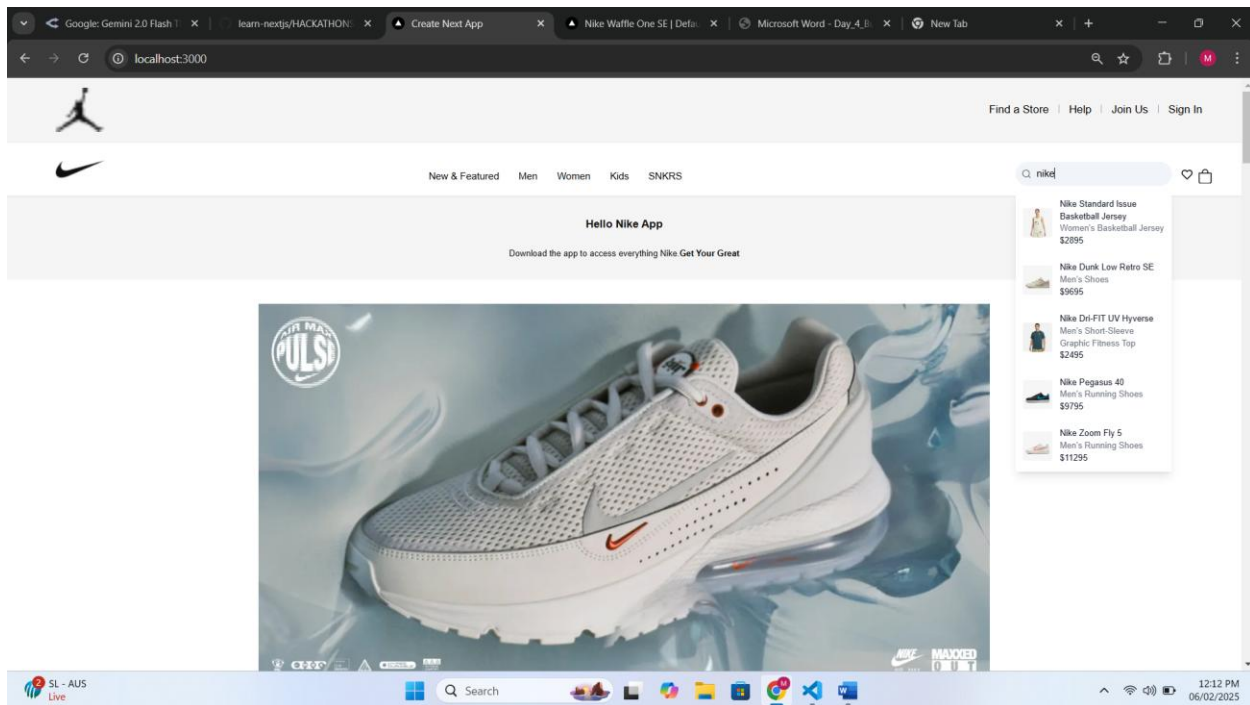 Google: Gemini 2.0 Flash
learn-nextjs/HACKATHON
Create Next App
Nike Waffle One SE | Defau
Microsoft Word - Day_4_B
New Tab
localhost:3000
M
Find a Store | Help | Join Us | Sign In
New & Featured Men Women Kids SNKRS
nike
Hello Nike App
Download the app to access everything Nike.Get Your Great
Nike Standard Issue
Basketball Jersey
Women's Basketball Jersey
$2895
Nike Dunk Low Retro SE
Men's Shoes
$9695
Nike Dri-FIT UV Hyverse
Men's Short-Sleeve
Graphic Fitness Top
$2495
Nike Pegasus 40
Men's Running Shoes
$9795
Nike Zoom Fly 5
Men's Running Shoes
$11295
AIR MAX
PULSE
NIKE
MAXXED
OUT
2
SL - AUS
Live
Search
12:12 PM
06/02/2025